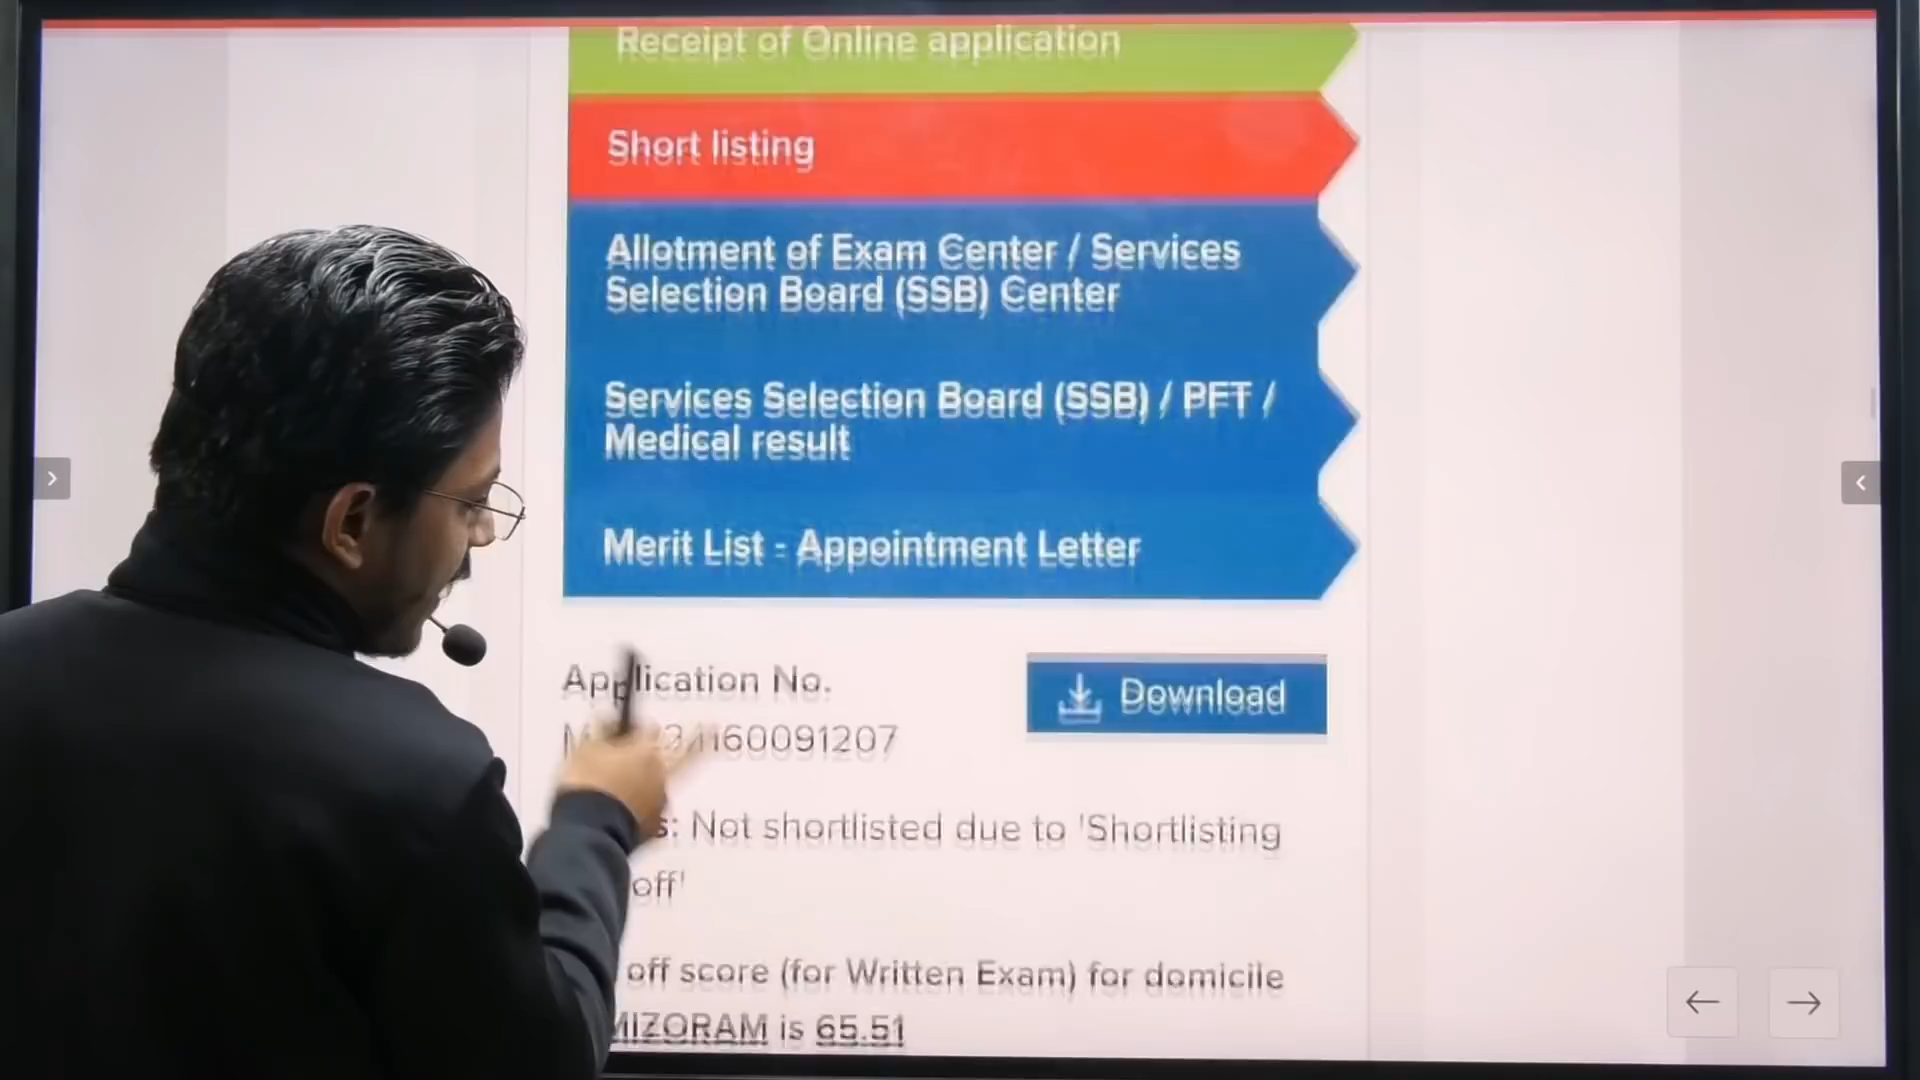 Receipt of Online application
Short listing
Allotment of Exam Center / Services
Selection Board (SSB) Center
Services Selection Board (SSB) / PFT /
Medical result
Merit List - Appointment Letter
Application No.
Download
160091207
Not shortlisted due to 'Shortlisting
off'
off score (for Written Exam) for domicile
MIZORAM is 65.51